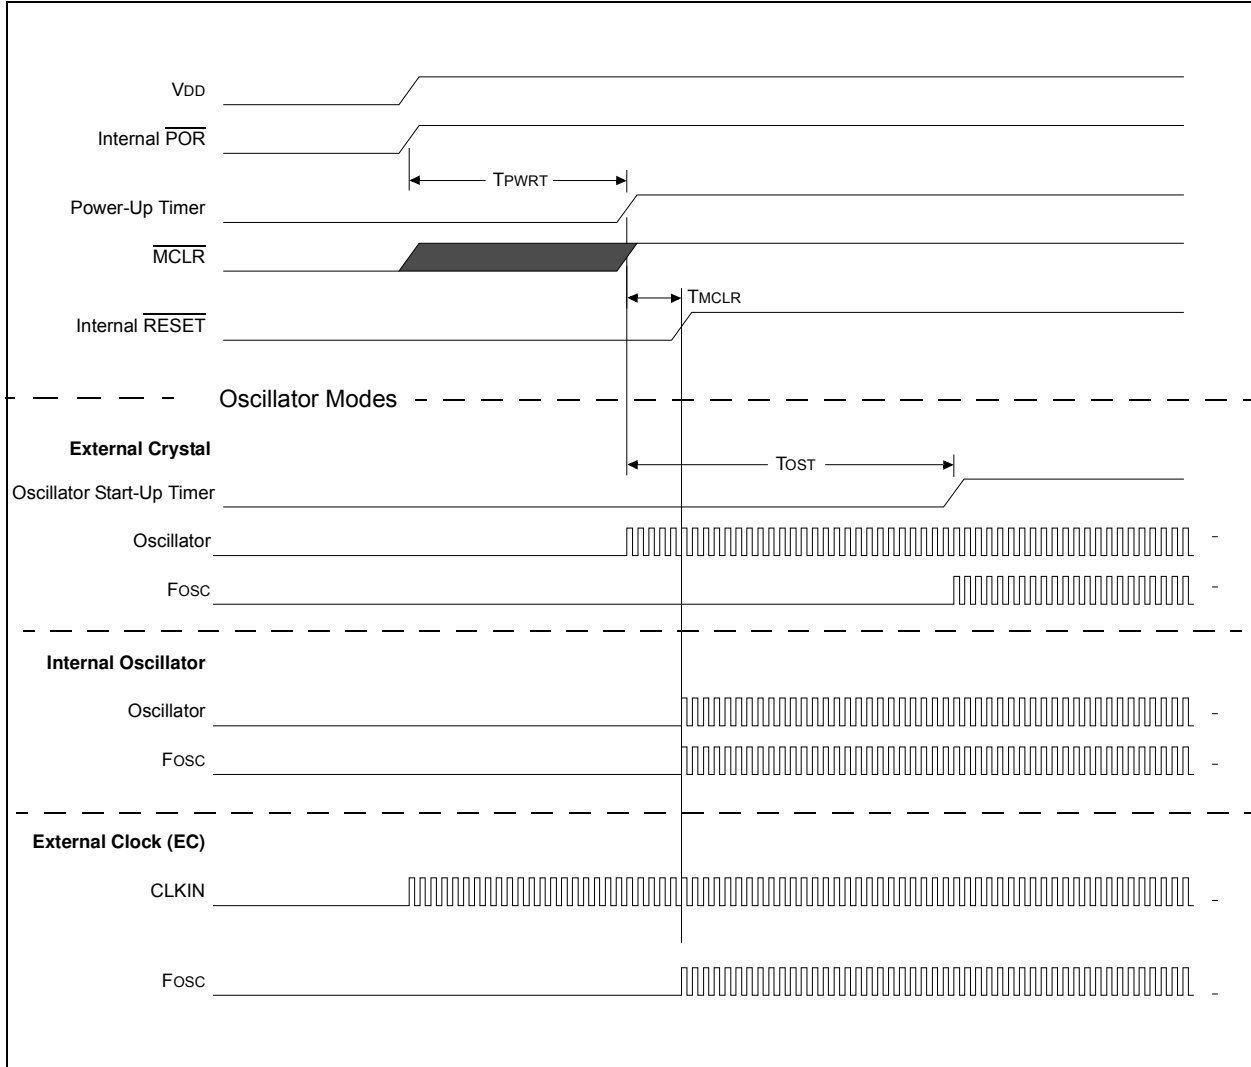 VDD
Internal POR
TPWRT
Power-Up Timer
MCLR
TMCLR
Internal RESET
Oscillator Modes
External Crystal
TOST
Oscillator Start-Up Timer
Oscillator
FOSC
Internal Oscillator
Oscillator
FOSC
External Clock (EC)
CLKIN
FOSC